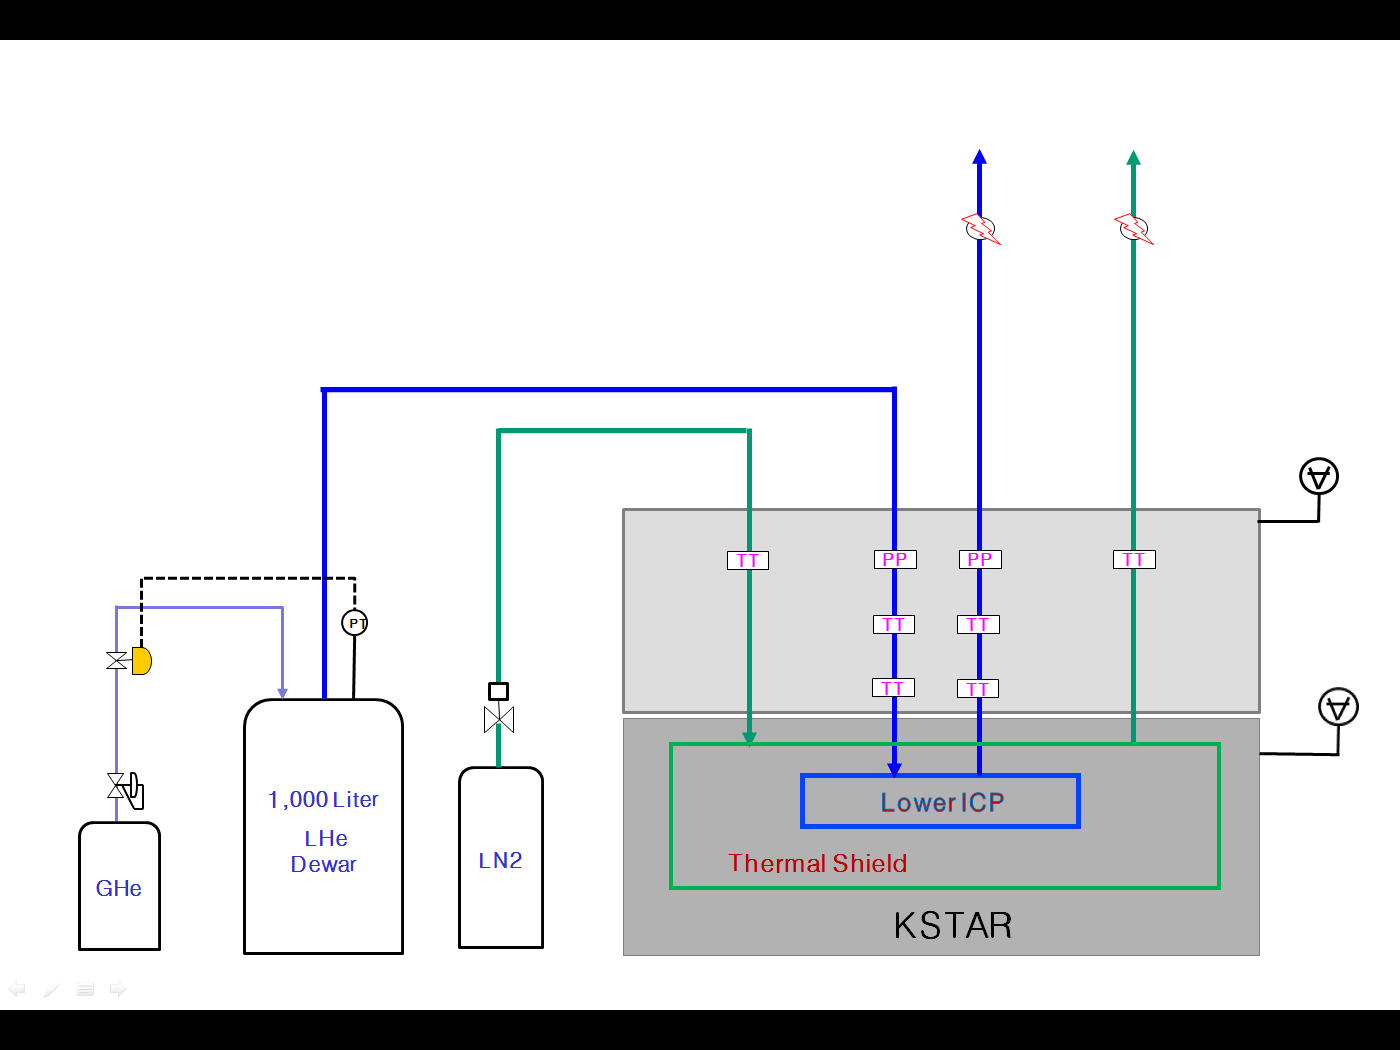 TT
PP
PP
TT
TT
TT
TT
TT
PT
1,000 Liter
LHe
Dewar
LN2
GHe
Lower ICP
Thermal Shield
KSTAR